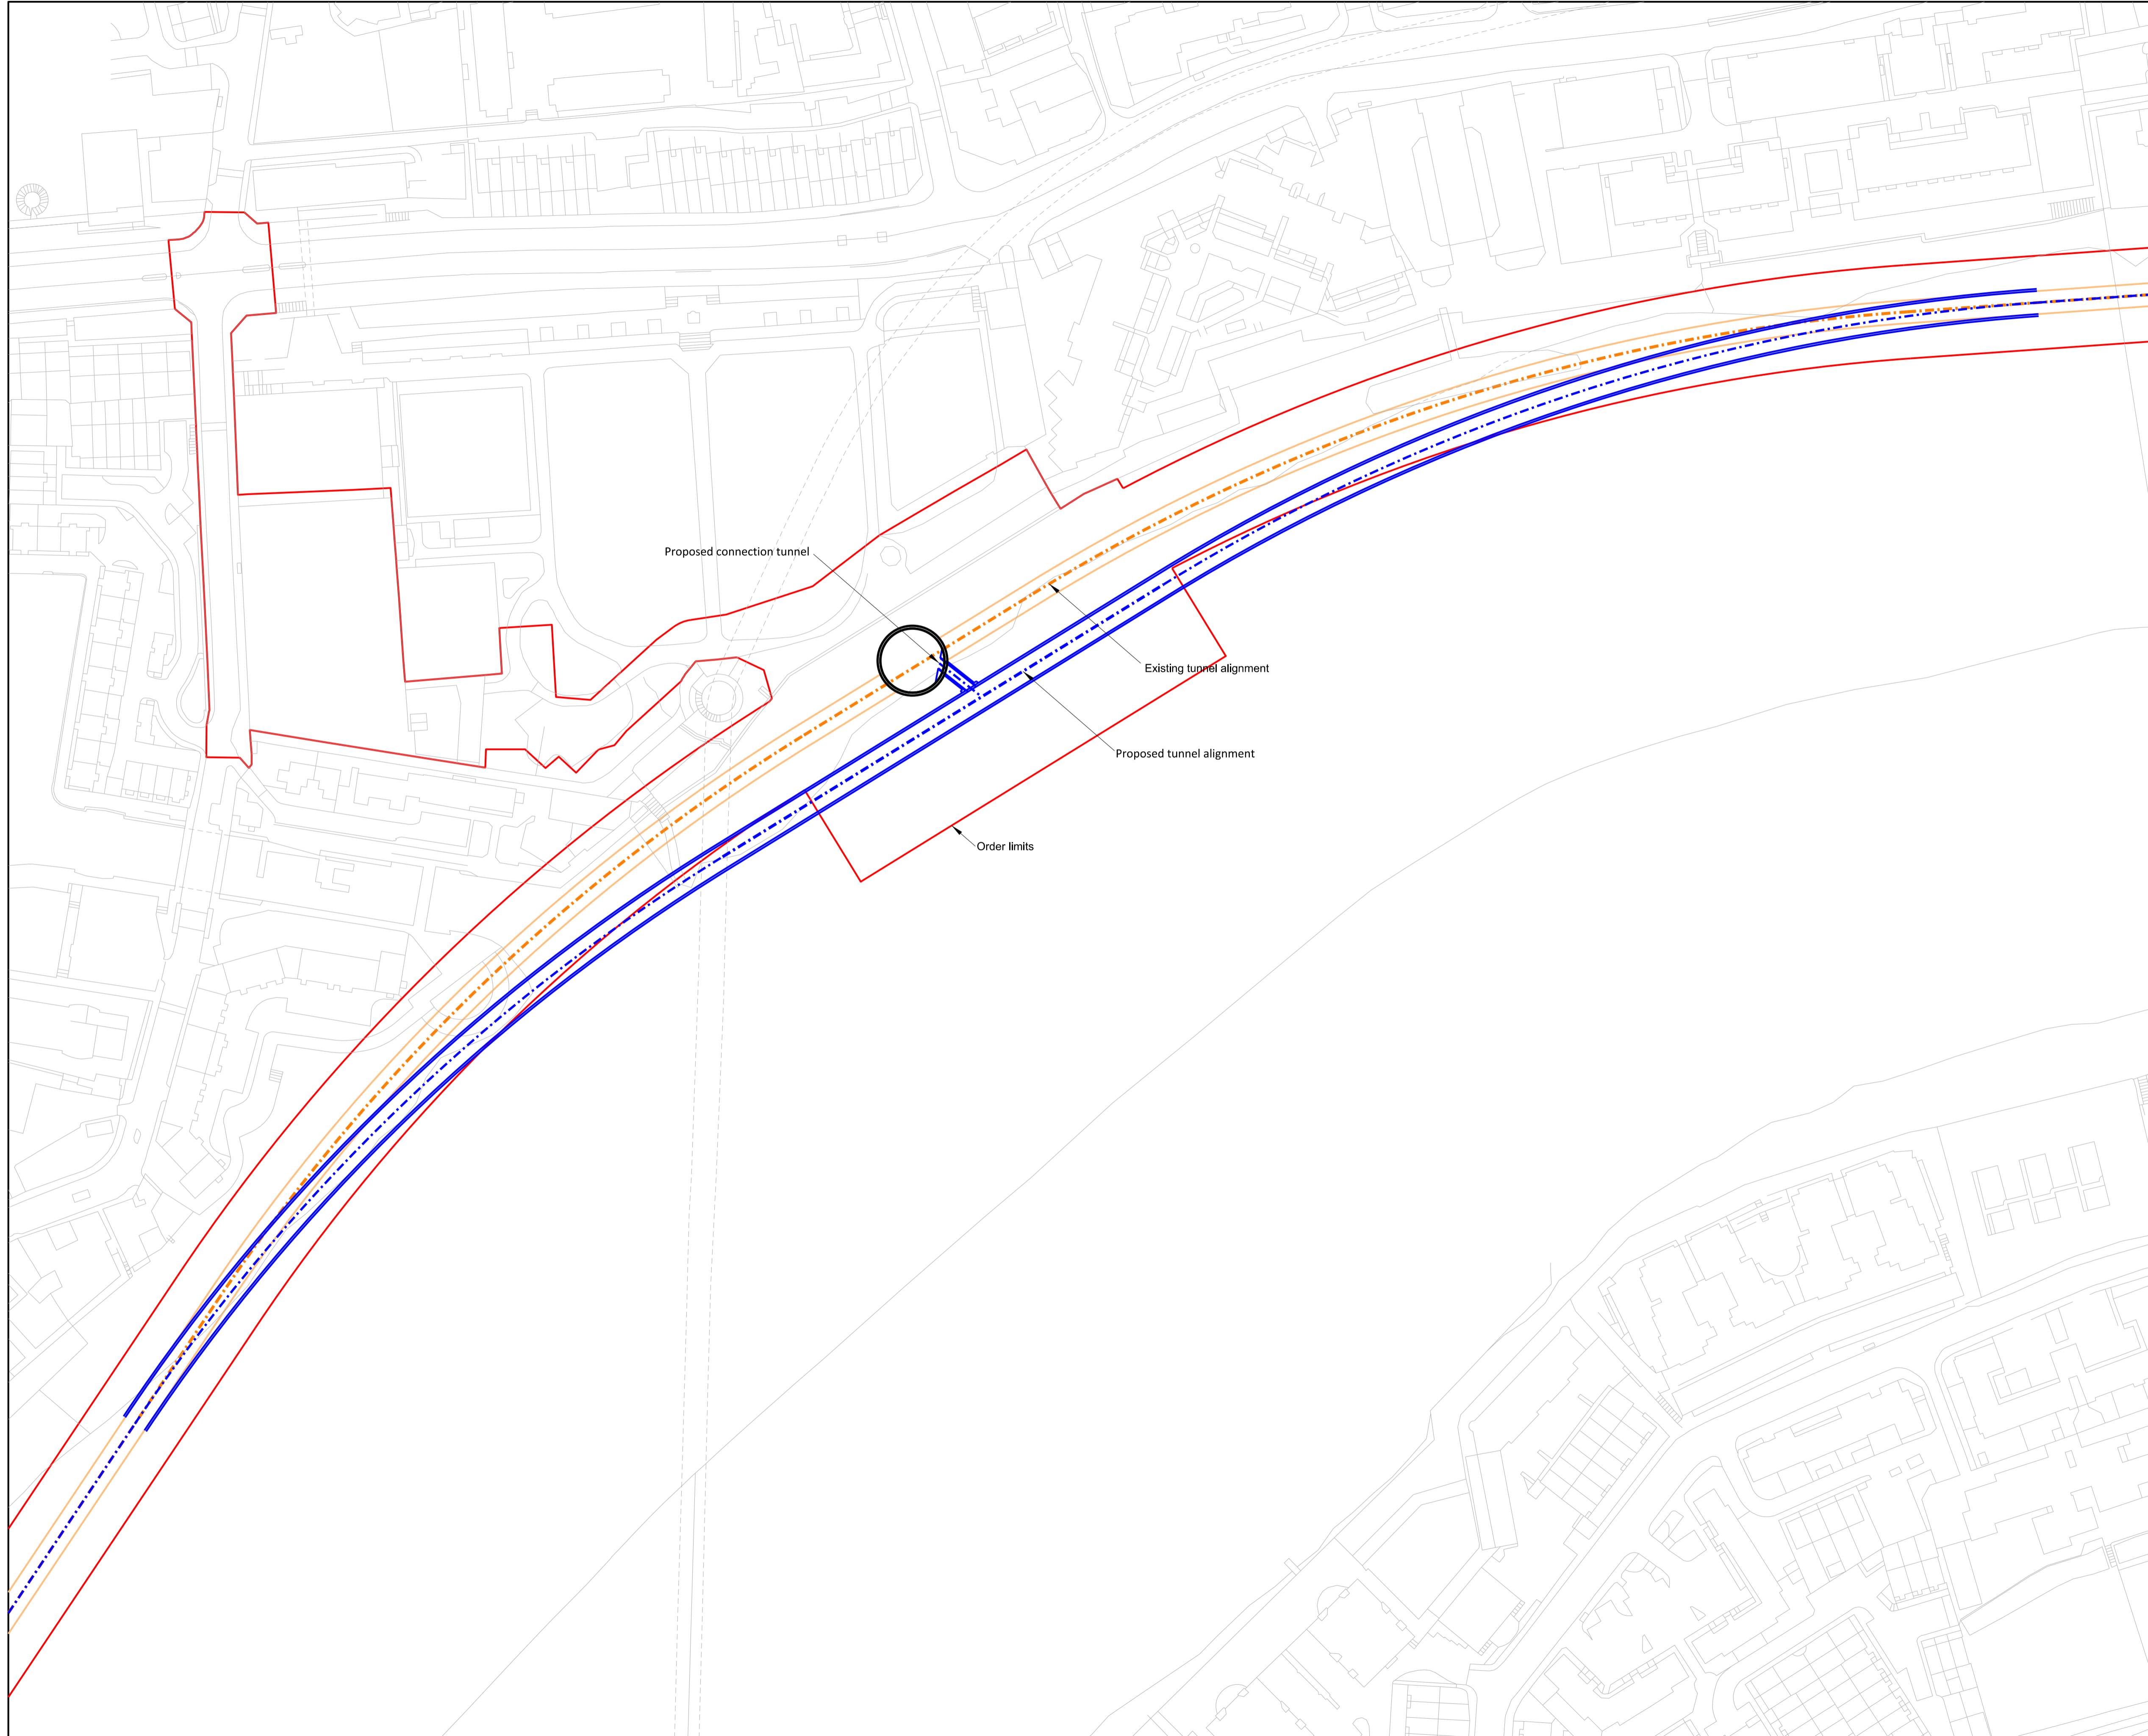 Proposed connection tunnel
Existing tunnel alignment
Proposed tunnel alignment
Order limits